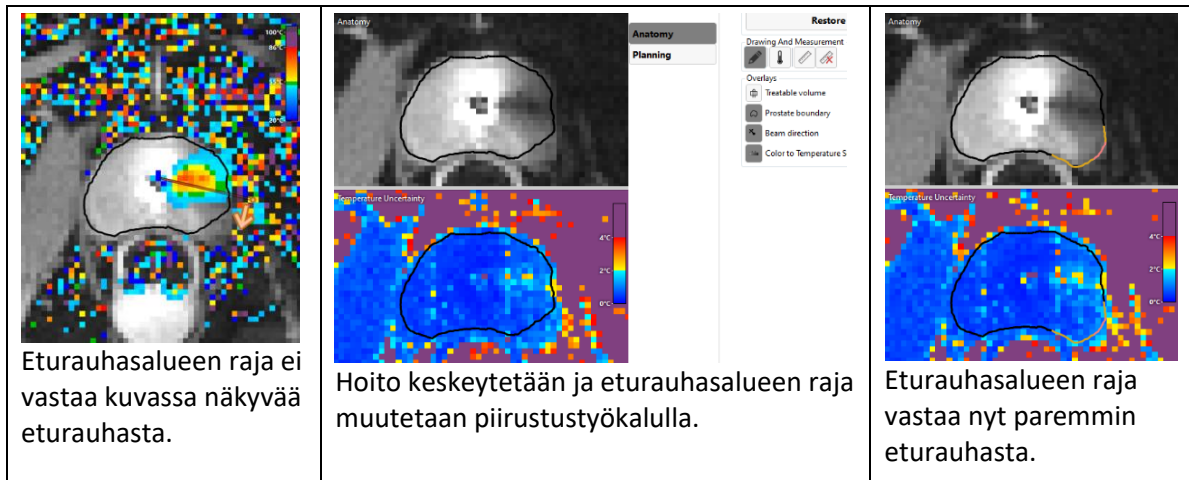 100°C
86°C
55°C
20°C
Eturauhasalueen raja ei
vastaa kuvassa näkyvää
eturauhasta.
Anatomy
Anatomy
Planning
Restore
Drawing And Measurement
Overlays
Treatable volume
Prostate boundary
Beam direction
Color to Temperature S
Temperature Uncertainty
4°C
2°C
0°C
Hoito keskeytetään ja eturauhasalueen raja
muutetaan piirustustyökalulla.
Anatomy
Temperature Uncertainty
4°C
2°C
0°C
Eturauhasalueen raja
vastaa nyt paremmin
eturauhasta.